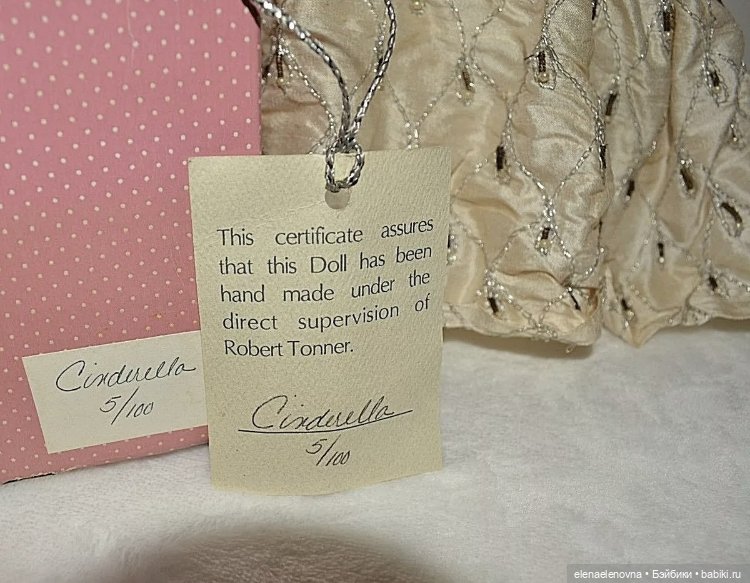 This certificate assures
that this Doll has been
hand made under the
direct supervision of
Robert Tonner.
Cinderella
5/100
Cinderella
5/100
elenaelenovna • Бэйбики • babiki.ru